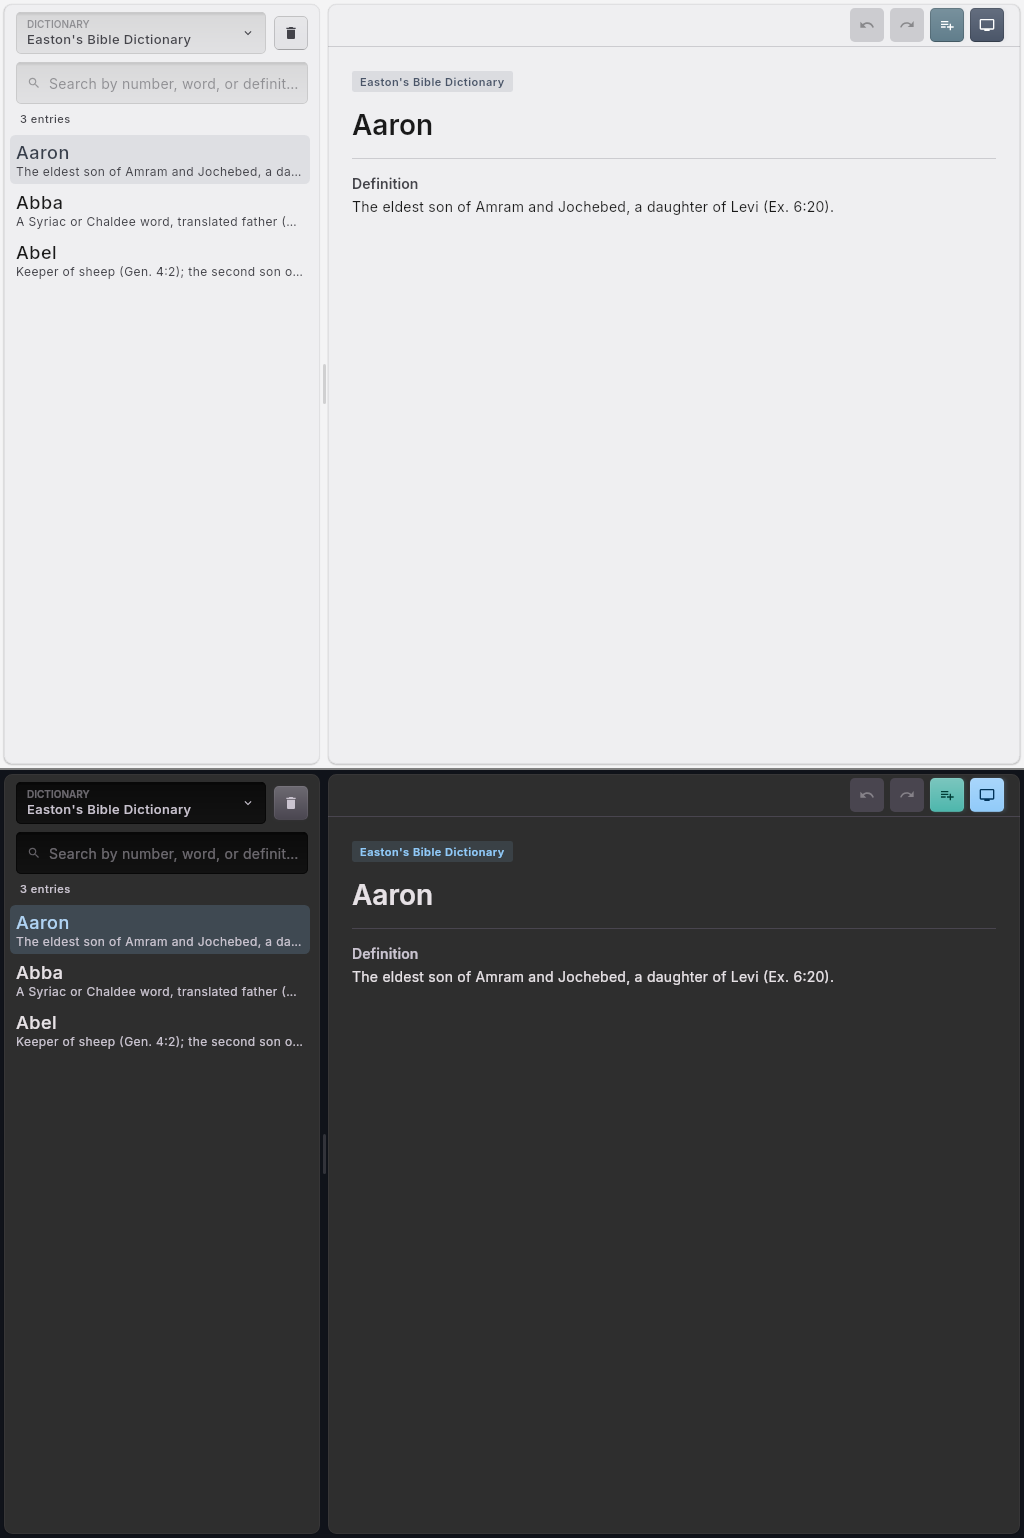 DICTIONARY
Easton's Bible Dictionary
Search by number, word, or definit...
3 entries
Aaron
The eldest son of Amram and Jochebed, a da...
Abba
A Syriac or Chaldee word, translated father (...
Abel
Keeper of sheep (Gen. 4:2); the second son o...
Easton's Bible Dictionary
Aaron
Definition
The eldest son of Amram and Jochebed, a daughter of Levi (Ex. 6:20).
DICTIONARY
Easton's Bible Dictionary
Search by number, word, or definit...
3 entries
Aaron
The eldest son of Amram and Jochebed, a da...
Abba
A Syriac or Chaldee word, translated father (...
Abel
Keeper of sheep (Gen. 4:2); the second son o...
Easton's Bible Dictionary
Aaron
Definition
The eldest son of Amram and Jochebed, a daughter of Levi (Ex. 6:20).